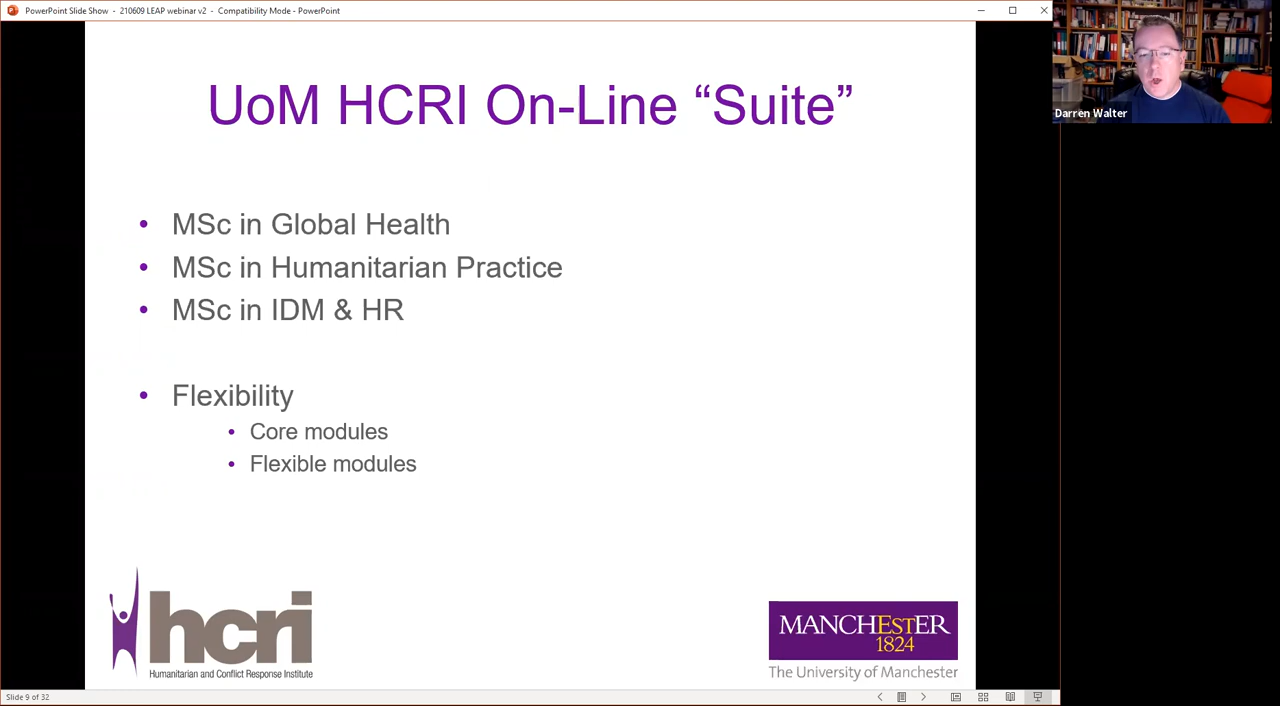 PowerPoint Slide Show - 210609 LEAP webinar v2 - Compatibility Mode - PowerPoint
UoM HCRI On-Line “Suite”
• MSc in Global Health
• MSc in Humanitarian Practice
• MSc in IDM & HR
• Flexibility
• Core modules
• Flexible modules
hcri
Humanitarian and Conflict Response Institute
MANCHESTER
1824
The University of Manchester
Slide 9 of 32
Darren Walter